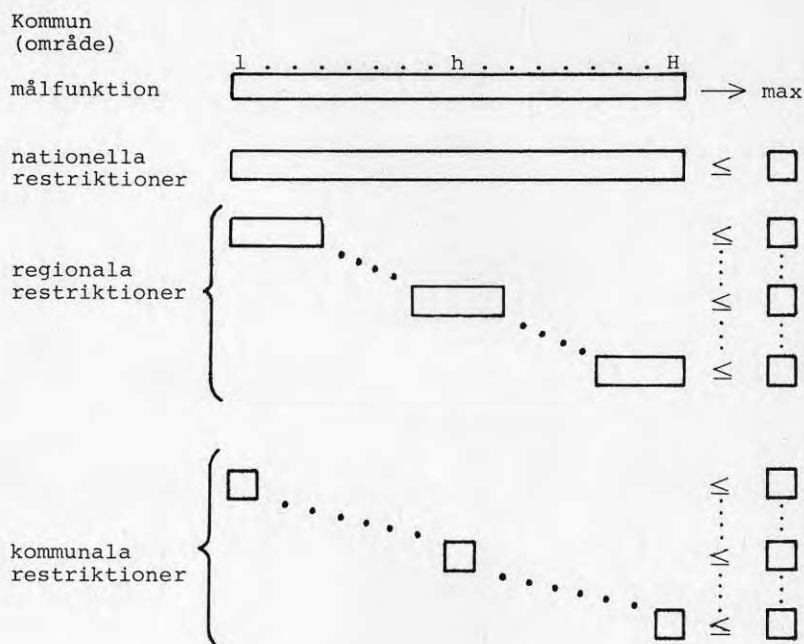 Kommun
(område)
1 . . . . . . . h . . . . . . . H
målfunktion → max
nationella
restriktioner ≤
≤
regionala
restriktioner ≤
≤
≤
kommunala
restriktioner ≤
≤